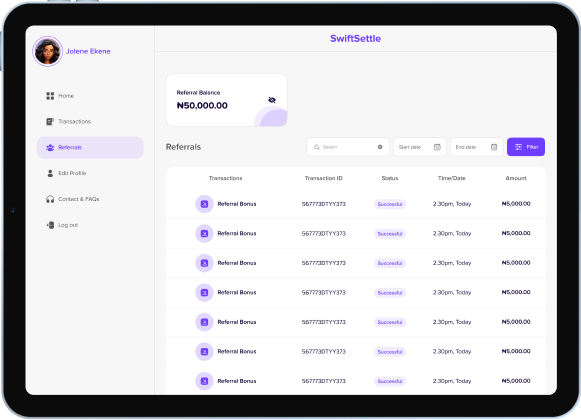 SwiftSettle
Jolene Ekene
Home
Transactions
Referrals
Edit Profile
Contact & FAQs
Log out
Referral Balance
₦50,000.00
Referrals
Search
Start date
End date
Filter
Transactions Transaction ID Status Time/Date Amount
Referral Bonus 567773DTYY373 Successful 2.30pm, Today ₦5,000.00
Referral Bonus 567773DTYY373 Successful 2.30pm, Today ₦5,000.00
Referral Bonus 567773DTYY373 Successful 2.30pm, Today ₦5,000.00
Referral Bonus 567773DTYY373 Successful 2.30pm, Today ₦5,000.00
Referral Bonus 567773DTYY373 Successful 2.30pm, Today ₦5,000.00
Referral Bonus 567773DTYY373 Successful 2.30pm, Today ₦5,000.00
Referral Bonus 567773DTYY373 Successful 2.30pm, Today ₦5,000.00